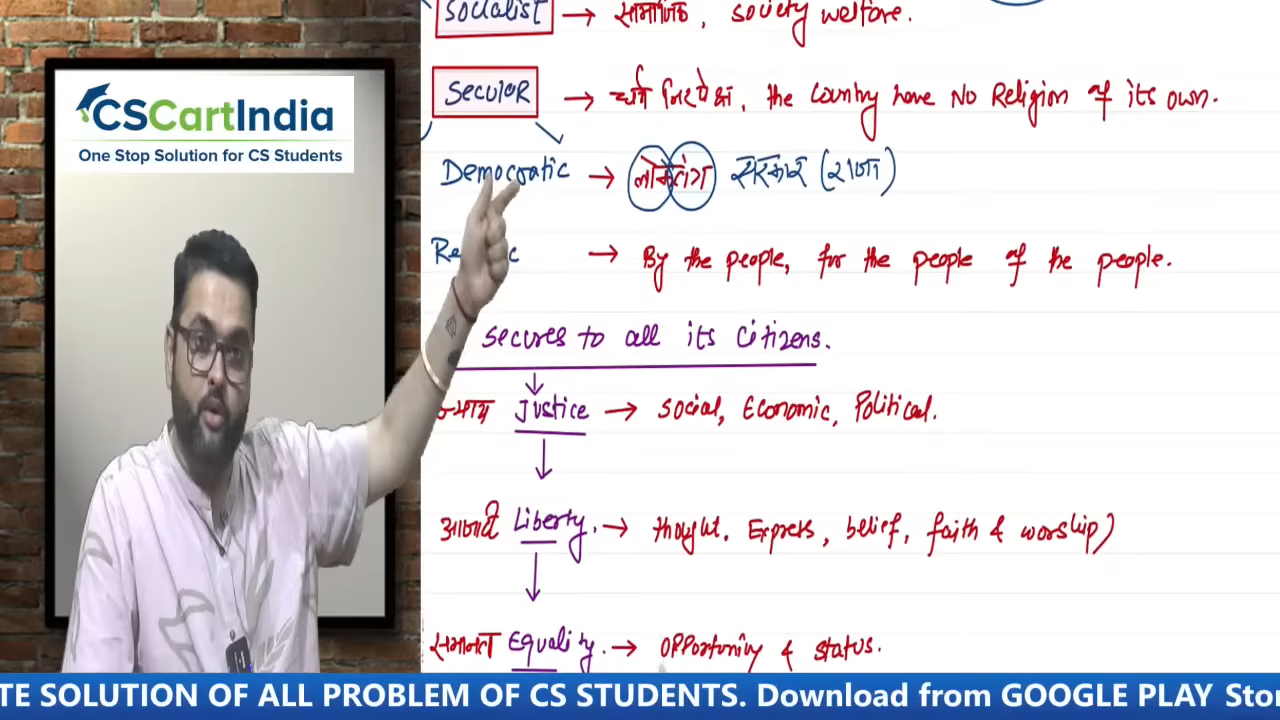 Socialist → सामाजिक, society welfare.
CSCartIndia
One Stop Solution for CS Students
Secular → धर्म निरपेक्ष, the Country have No Religion of its own.
Democratic → लोकतंत्र सरकार (राजा)
Re c → By the people, for the people of the people.
secures to all its Citizens.
Justice → Social, Economic, Political.
आजादी Liberty. → thought, Express, belief, faith & worship)
समानता Equality. → opportunity & status.
TE SOLUTION OF ALL PROBLEM OF CS STUDENTS. Download from GOOGLE PLAY Stor